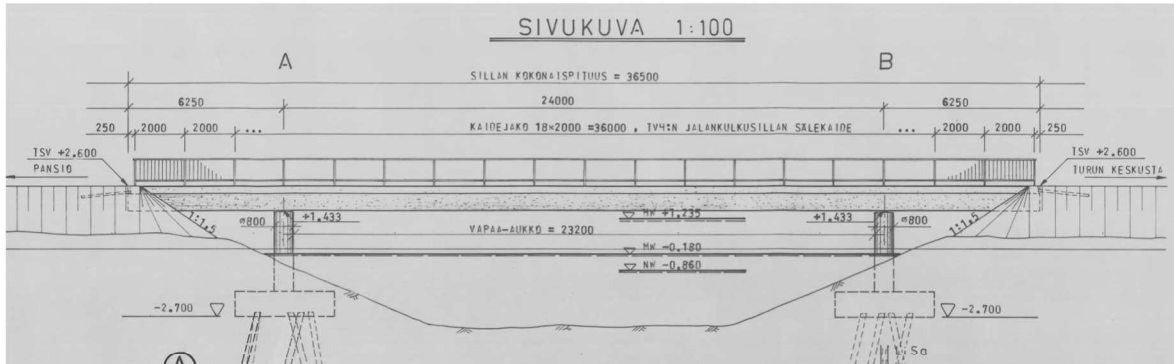 SIVUKUVA 1:100
A B
SILLAN KOKONAISPITUUS = 36500
6250 24000 6250
250 2000 2000 ... KAIDEJAKO 18×2000 =36000 , TVH:N JALANKULKUSILLAN SÄLEKAIDE ... 2000 2000 250
TSV +2.600 TSV +2.600
PANSIO TURUN KESKUSTA
1:1,5 ø800 +1.433 HW +1.235 +1.433 ø800 1:1,5
VAPAA-AUKKO = 23200
MW -0.180
NW -0.860
-2.700 -2.700
A
Sa